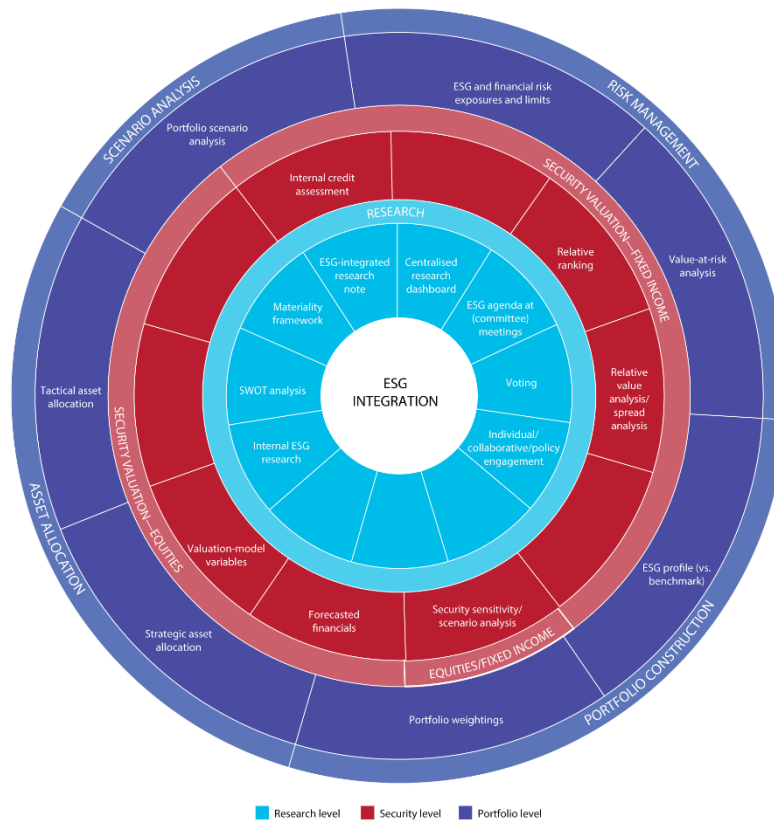 SCENARIO ANALYSIS
RISK MANAGEMENT
ESG and financial risk
exposures and limits
Portfolio scenario
analysis
Value-at-risk
analysis
Tactical asset
allocation
ASSET ALLOCATION
Strategic asset
allocation
Portfolio weightings
ESG profile (vs.
benchmark)
PORTFOLIO CONSTRUCTION
SECURITY VALUATION—FIXED INCOME
SECURITY VALUATION—EQUITIES
EQUITIES/FIXED INCOME
Internal credit
assessment
Relative
ranking
Relative
value analysis/
spread analysis
Security sensitivity/
scenario analysis
Forecasted
financials
Valuation-model
variables
RESEARCH
ESG-integrated
research
note
Centralised
research
dashboard
ESG agenda at
(committee)
meetings
Voting
Individual/
collaborative/policy
engagement
Internal ESG
research
SWOT analysis
Materiality
framework
ESG
INTEGRATION
Research level
Security level
Portfolio level